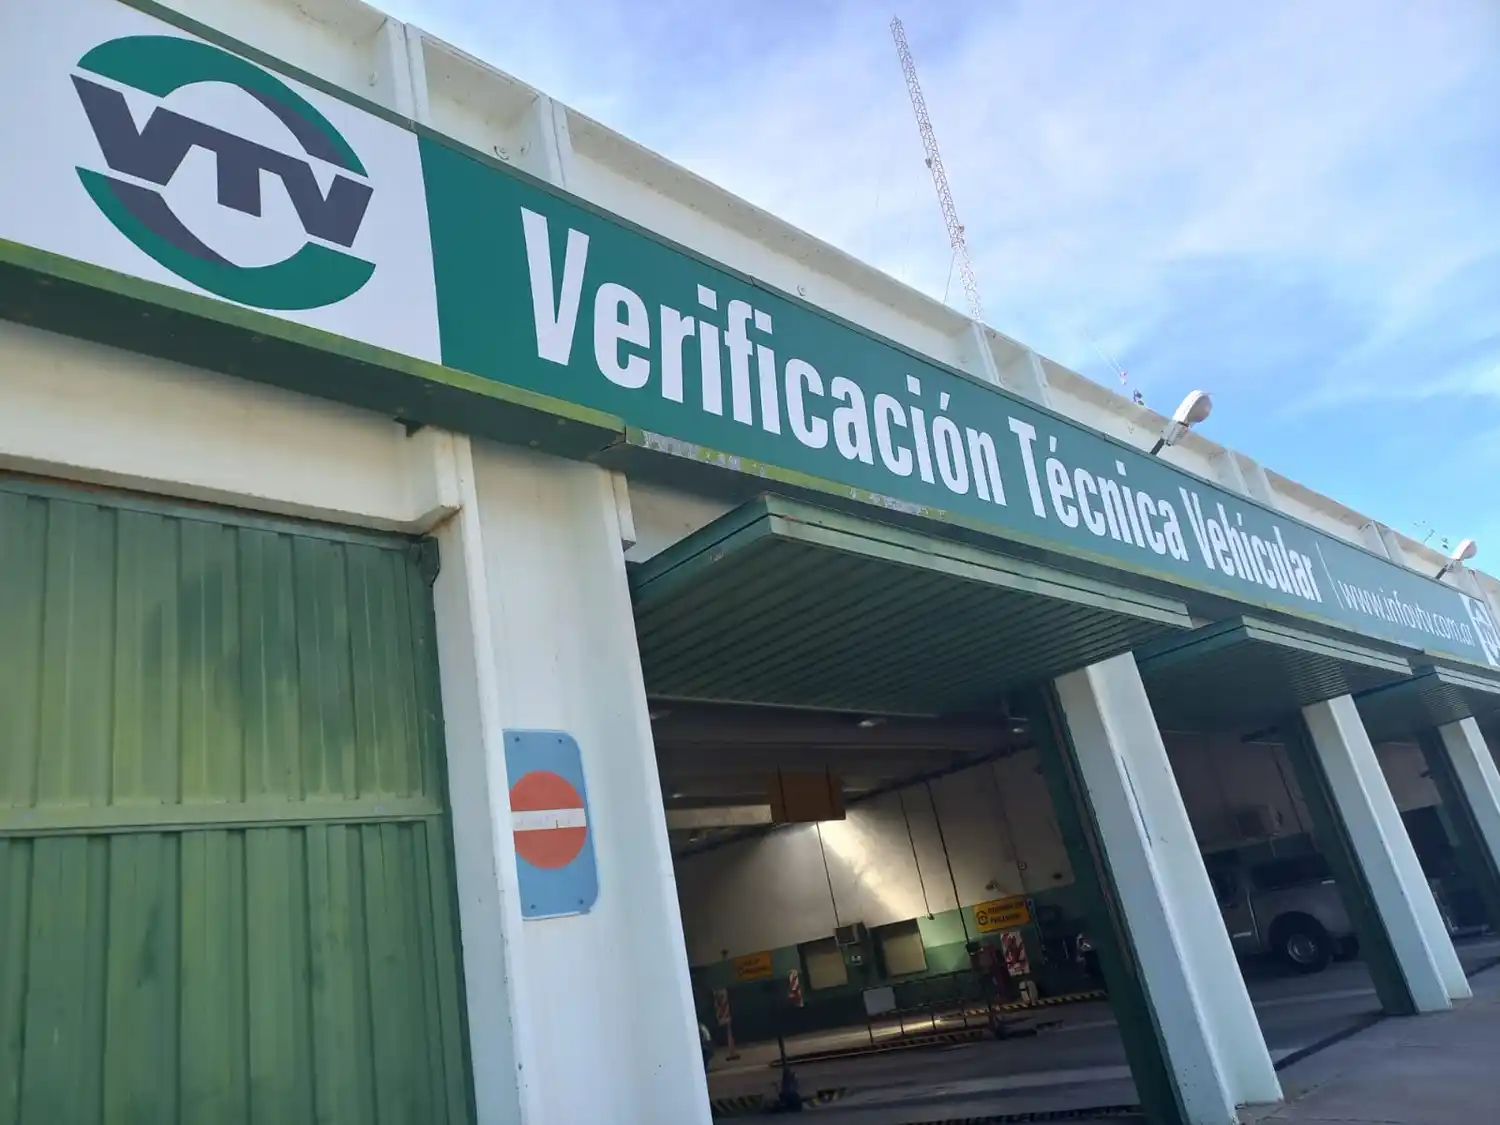 VTV
Verificación Técnica Vehicular | www.infovtv.com.ar